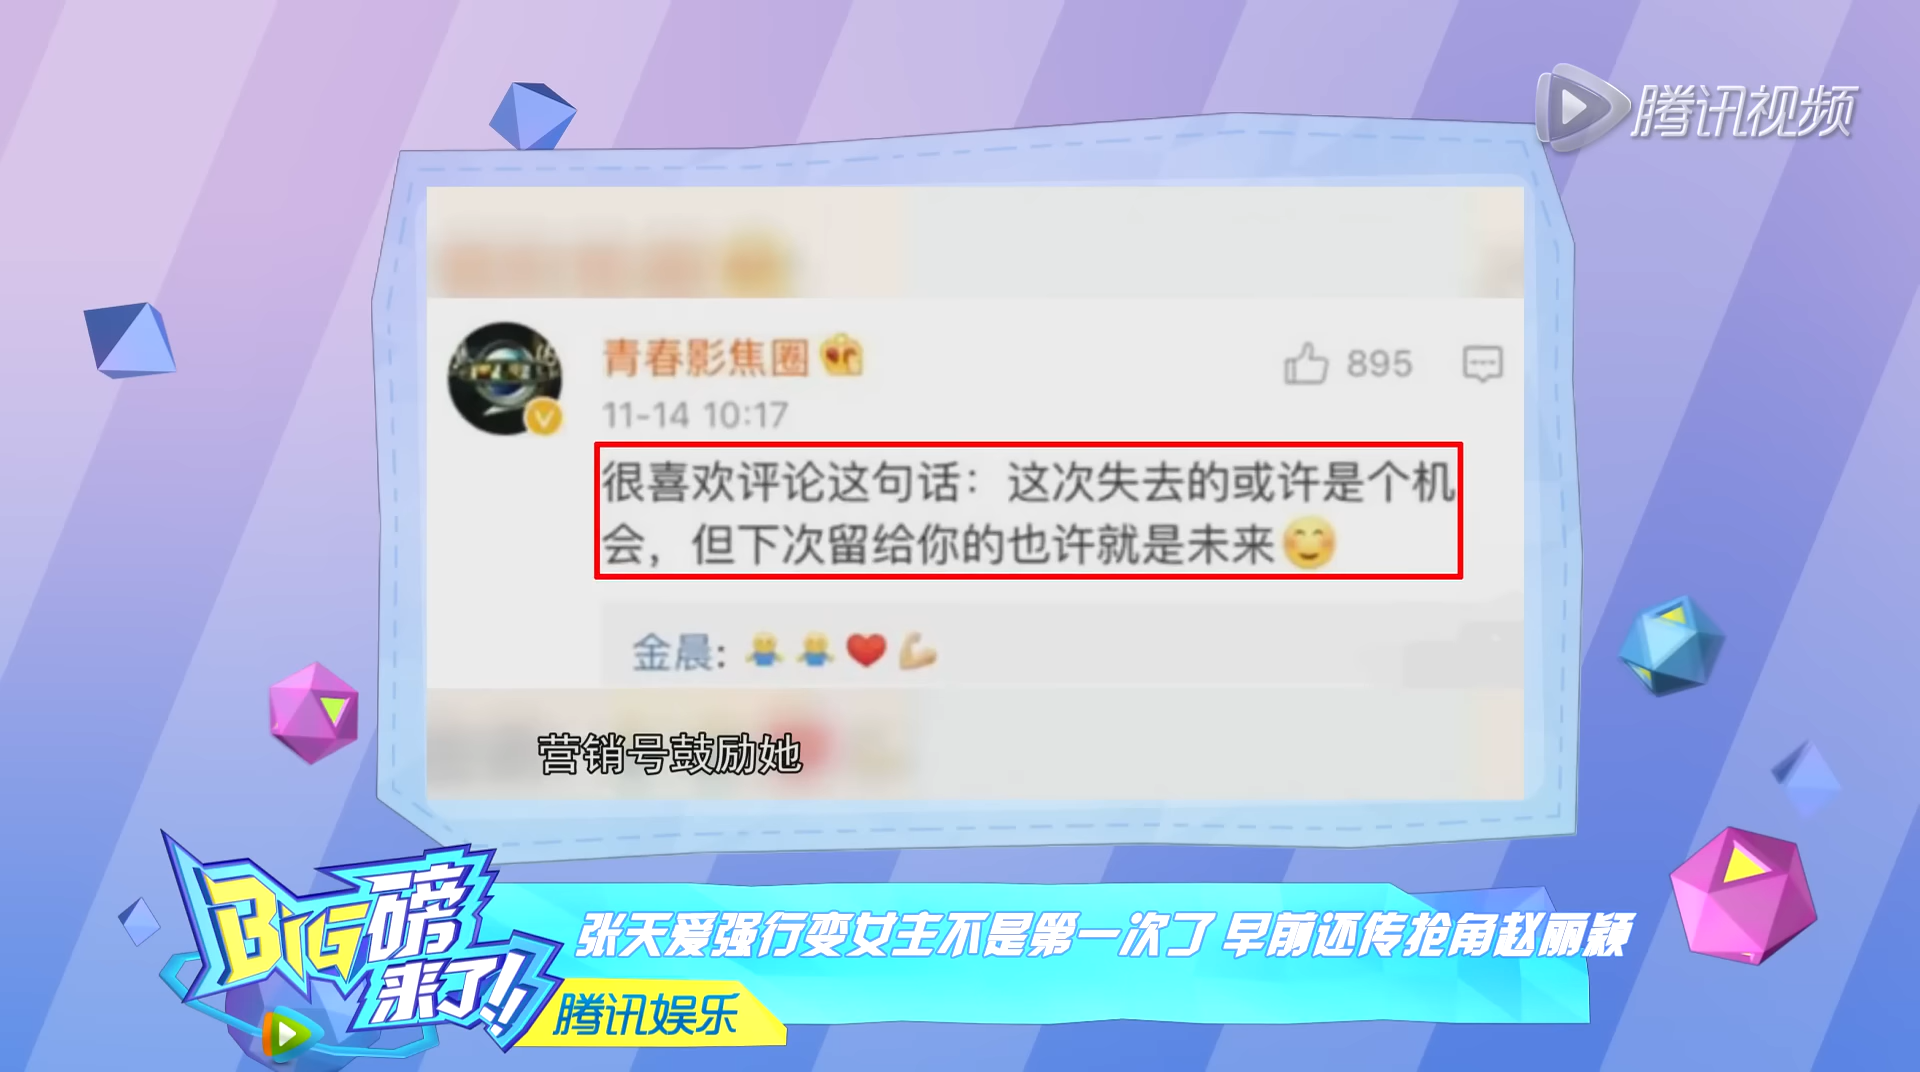 腾讯视频
青春影焦圈
895
11-14 10:17
很喜欢评论这句话：这次失去的或许是个机
会，但下次留给你的也许就是未来
金晨：
营销号鼓励她
BIG磅
来了!!
张天爱强行变女主不是第一次了 早前还传抢角赵丽颖
腾讯娱乐